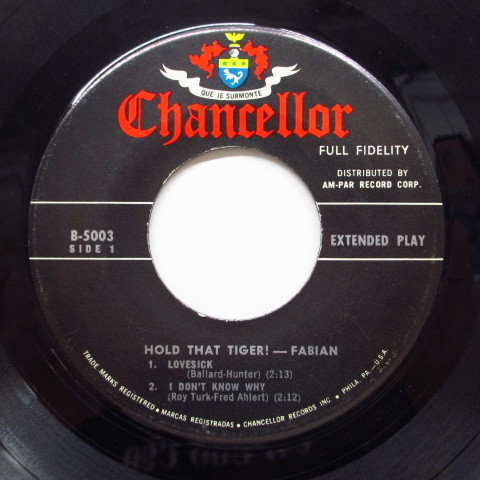 QUE JE SURMONTE
Chancellor
FULL FIDELITY
DISTRIBUTED BY
AM-PAR RECORD CORP.
B-5003
SIDE 1
EXTENDED PLAY
HOLD THAT TIGER! — FABIAN
1. LOVESICK
(Ballard-Hunter) (2:13)
2. I DON'T KNOW WHY
(Roy Turk-Fred Ahlert) (2:12)
TRADE MARKS REGISTERED • MARCAS REGISTRADAS • CHANCELLOR RECORDS INC. • PHILA, PA.—U.S.A.